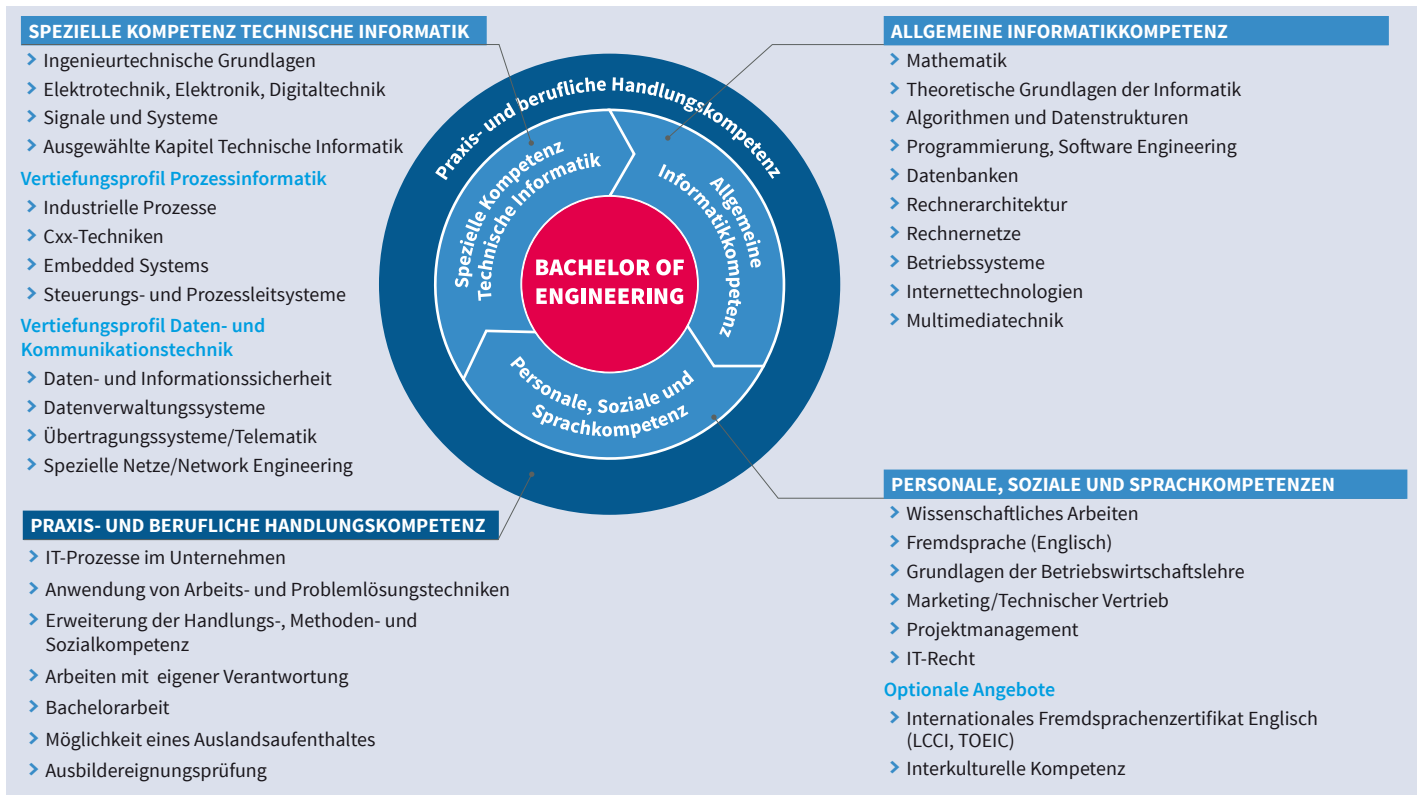 SPEZIELLE KOMPETENZ TECHNISCHE INFORMATIK
Ingenieurtechnische Grundlagen
Elektrotechnik, Elektronik, Digitaltechnik
Signale und Systeme
Ausgewählte Kapitel Technische Informatik
Vertiefungsprofil Prozessinformatik
Industrielle Prozesse
Cxx-Techniken
Embedded Systems
Steuerungs- und Prozessleitsysteme
Vertiefungsprofil Daten- und
Kommunikationstechnik
Daten- und Informationssicherheit
Datenverwaltungssysteme
Übertragungssysteme/Telematik
Spezielle Netze/Network Engineering
PRAXIS- UND BERUFLICHE HANDLUNGSKOMPETENZ
IT-Prozesse im Unternehmen
Anwendung von Arbeits- und Problemlösungstechniken
Erweiterung der Handlungs-, Methoden- und
Sozialkompetenz
Arbeiten mit eigener Verantwortung
Bachelorarbeit
Möglichkeit eines Auslandsaufenthaltes
Ausbildereignungsprüfung
Praxis- und berufliche Handlungskompetenz
Spezielle Kompetenz
Technische Informatik
Allgemeine
Informatikkompetenz
BACHELOR OF
ENGINEERING
Personale, Soziale und
Sprachkompetenz
ALLGEMEINE INFORMATIKKOMPETENZ
Mathematik
Theoretische Grundlagen der Informatik
Algorithmen und Datenstrukturen
Programmierung, Software Engineering
Datenbanken
Rechnerarchitektur
Rechnernetze
Betriebssysteme
Internettechnologien
Multimediatechnik
PERSONALE, SOZIALE UND SPRACHKOMPETENZEN
Wissenschaftliches Arbeiten
Fremdsprache (Englisch)
Grundlagen der Betriebswirtschaftslehre
Marketing/Technischer Vertrieb
Projektmanagement
IT-Recht
Optionale Angebote
Internationales Fremdsprachenzertifikat Englisch
(LCCI, TOEIC)
Interkulturelle Kompetenz